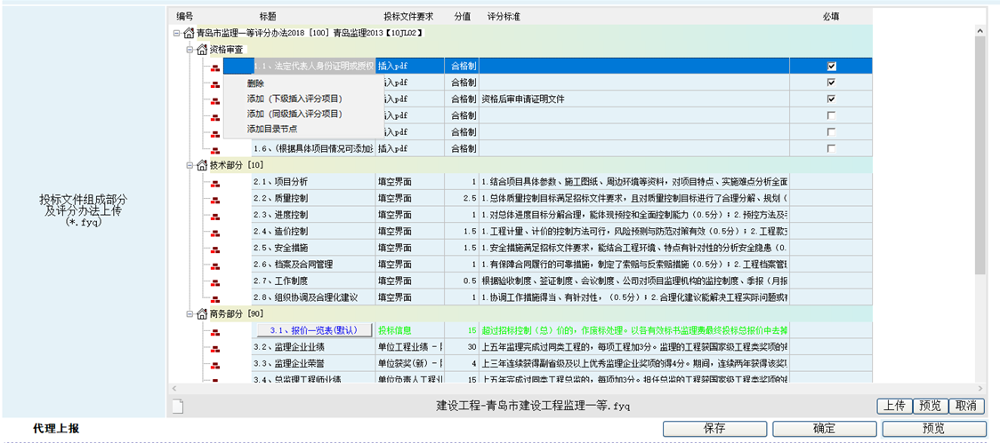 编号 标题 投标文件要求 分值 评分标准 必填
青岛市监理一等评分办法2018 [100] 青岛监理2013【10JL02】
资格审查
1.1、法定代表人身份证明或授权 插入pdf 合格制
删除 入pdf 合格制
添加（下级插入评分项目） 入pdf 合格制 资格后审申请证明文件
添加（同级插入评分项目） 入pdf 合格制
添加目录节点 入pdf 合格制
1.6、(根据具体项目情况可添加 插入pdf 合格制
技术部分 [10]
2.1、项目分析 填空界面 1 1.结合项目具体参数、施工图纸、周边环境等资料，对项目特点、实施难点分析全面
2.2、质量控制 填空界面 2.5 1.总体质量控制目标满足招标文件要求，且对质量控制目标进行了合理分解、规划（
2.3、进度控制 填空界面 1 1.对总体进度目标分解合理，能体现预控和全面控制能力（0.5分）；2.预控方法及
2.4、造价控制 填空界面 1.5 1.工程计量、计价的控制方法可行，风险预测与防范对策有效（0.5分）；2.工程款
2.5、安全措施 填空界面 1.5 1.安全措施满足招标文件要求，能结合工程环境、特点有针对性的分析安全隐患（0.
2.6、档案及合同管理 填空界面 1 1.有保障合同履行的可靠措施，制定了索赔与反索赔措施（0.5分）；2.工程档案管
2.7、工作制度 填空界面 0.5 根据验收制度、签证制度、会议制度、公司对项目监理机构的监控制度、季报（月报
2.8、组织协调及合理化建议 填空界面 1 1.协调工作措施得当、有针对性，（0.5分）；2.合理化建议能解决工程实际问题或
商务部分 [90]
3.1、报价一览表(默认) 投标信息 15 超过招标控制（总）价的，作废标处理。以各有效标书监理费最终投标总报价中去掉
3.2、监理企业业绩 单位工程业绩 - 30 上五年监理完成过同类工程的，每项工程加3分。监理的工程获国家级工程类奖项的
3.3、监理企业荣誉 单位获奖(新) - 4 上三年连续获得副省级及以上优秀监理企业奖项的得4分。期间，连续两年获得该奖
3.4、总监理工程师业绩 单位负责人工程 15 上五年完成过同类工程总监的，每项加3分。担任总监的工程获国家级工程类奖项的
投标文件组成部分
及评分办法上传
(*.fyq)
建设工程-青岛市建设工程监理一等.fyq 上传 预览 取消
代理上报 保存 确定 预览